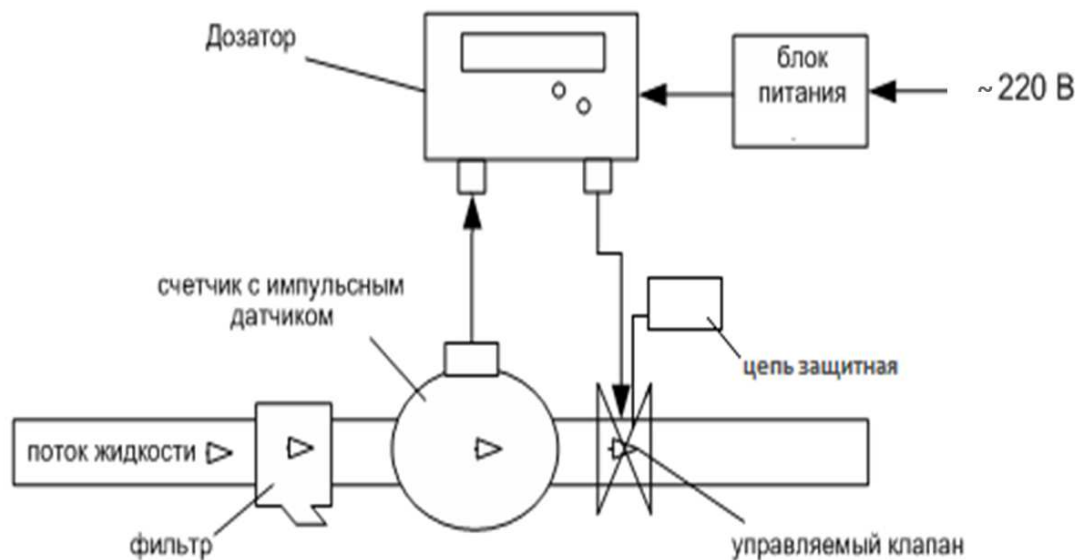 Дозатор
блок
питания
~220 В
счетчик с импульсным
датчиком
цепь защитная
поток жидкости
фильтр
управляемый клапан